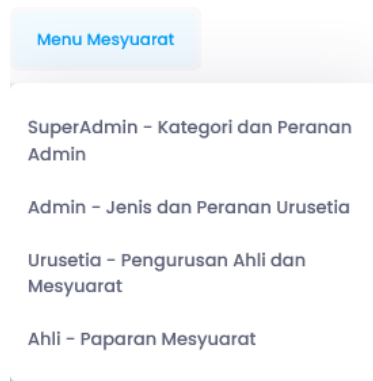 Menu Mesyuarat
SuperAdmin - Kategori dan Peranan
Admin
Admin - Jenis dan Peranan Urusetia
Urusetia - Pengurusan Ahli dan
Mesyuarat
Ahli - Paparan Mesyuarat